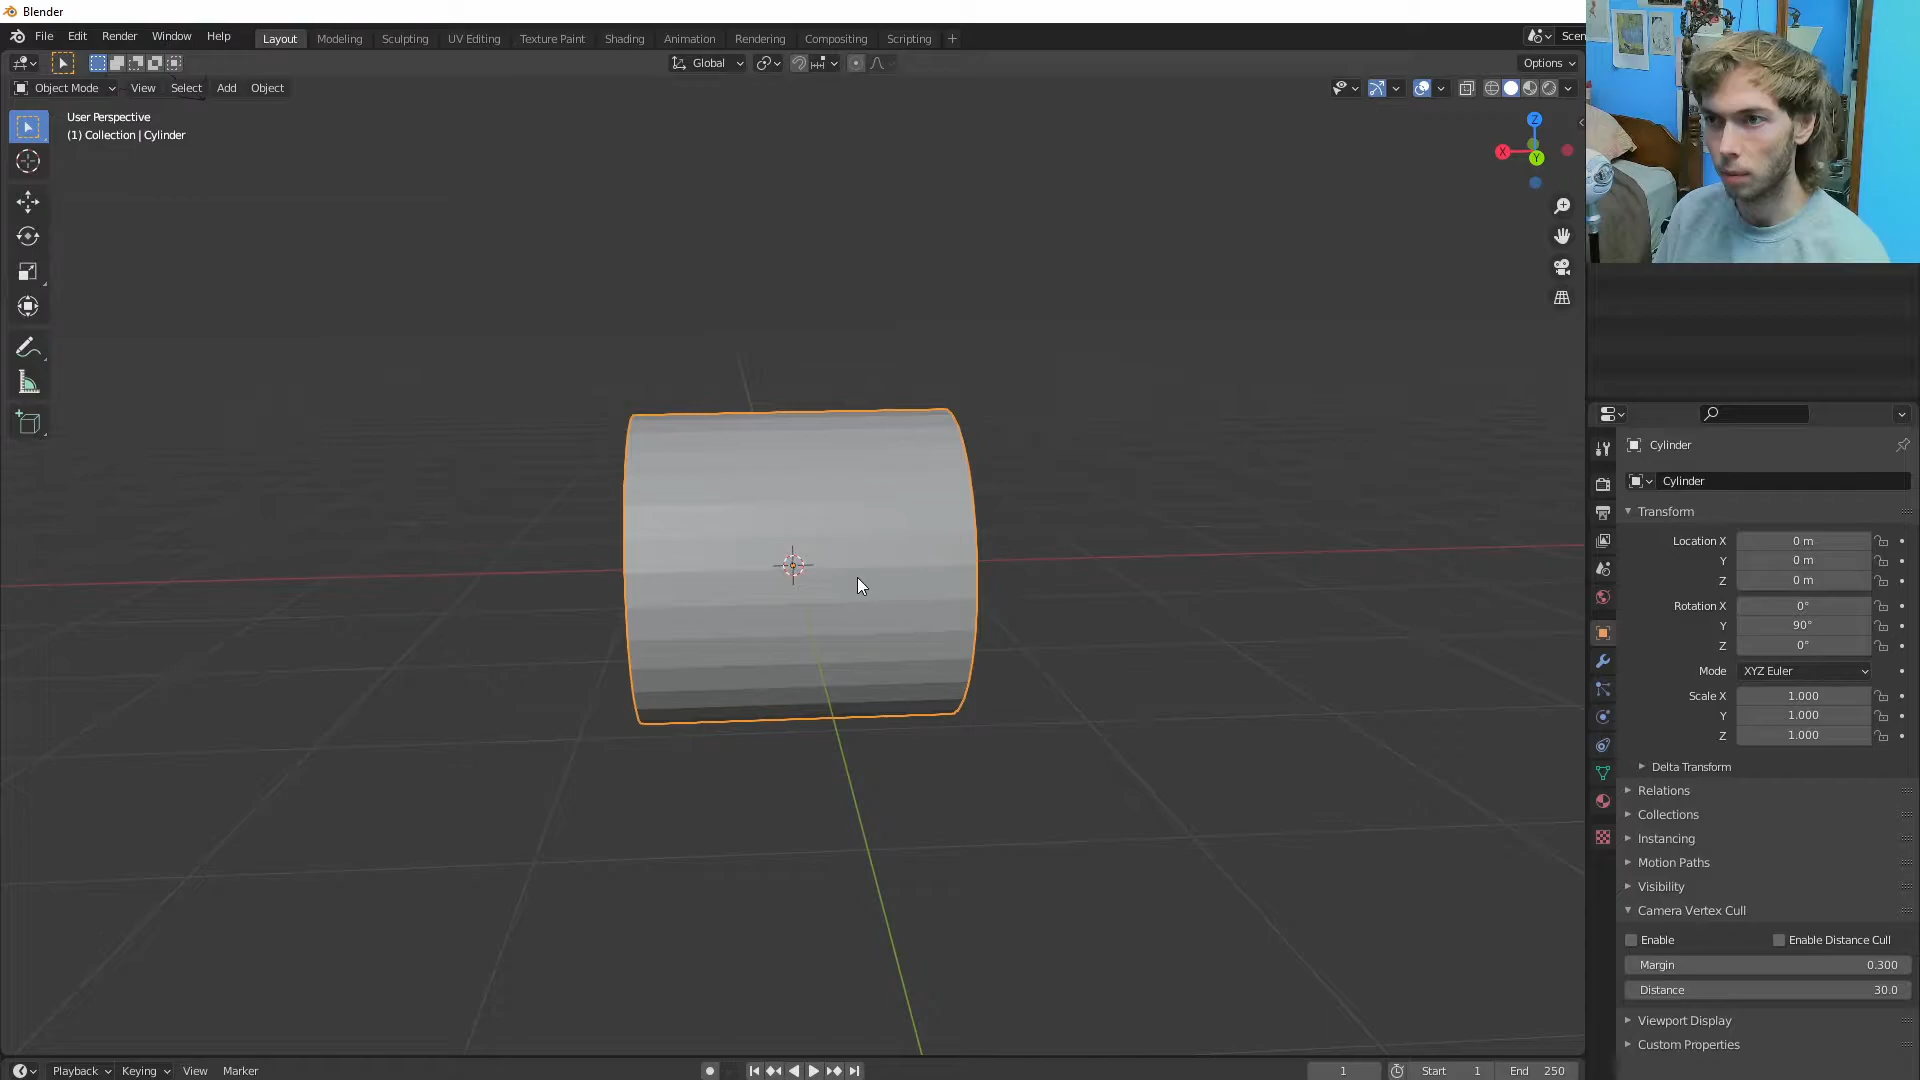 Blender
File Edit Render Window Help
Layout Modeling Sculpting UV Editing Texture Paint Shading Animation Rendering Compositing Scripting +
Scen
Global
Options
Object Mode View Select Add Object
User Perspective
(1) Collection | Cylinder
Z
X
Y
Cylinder
Cylinder
Transform
Location X 0 m
Y 0 m
Z 0 m
Rotation X 0°
Y 90°
Z 0°
Mode XYZ Euler
Scale X 1.000
Y 1.000
Z 1.000
Delta Transform
Relations
Collections
Instancing
Motion Paths
Visibility
Camera Vertex Cull
Enable Enable Distance Cull
Margin 0.300
Distance 30.0
Viewport Display
Custom Properties
Playback Keying View Marker
1 Start 1 End 250